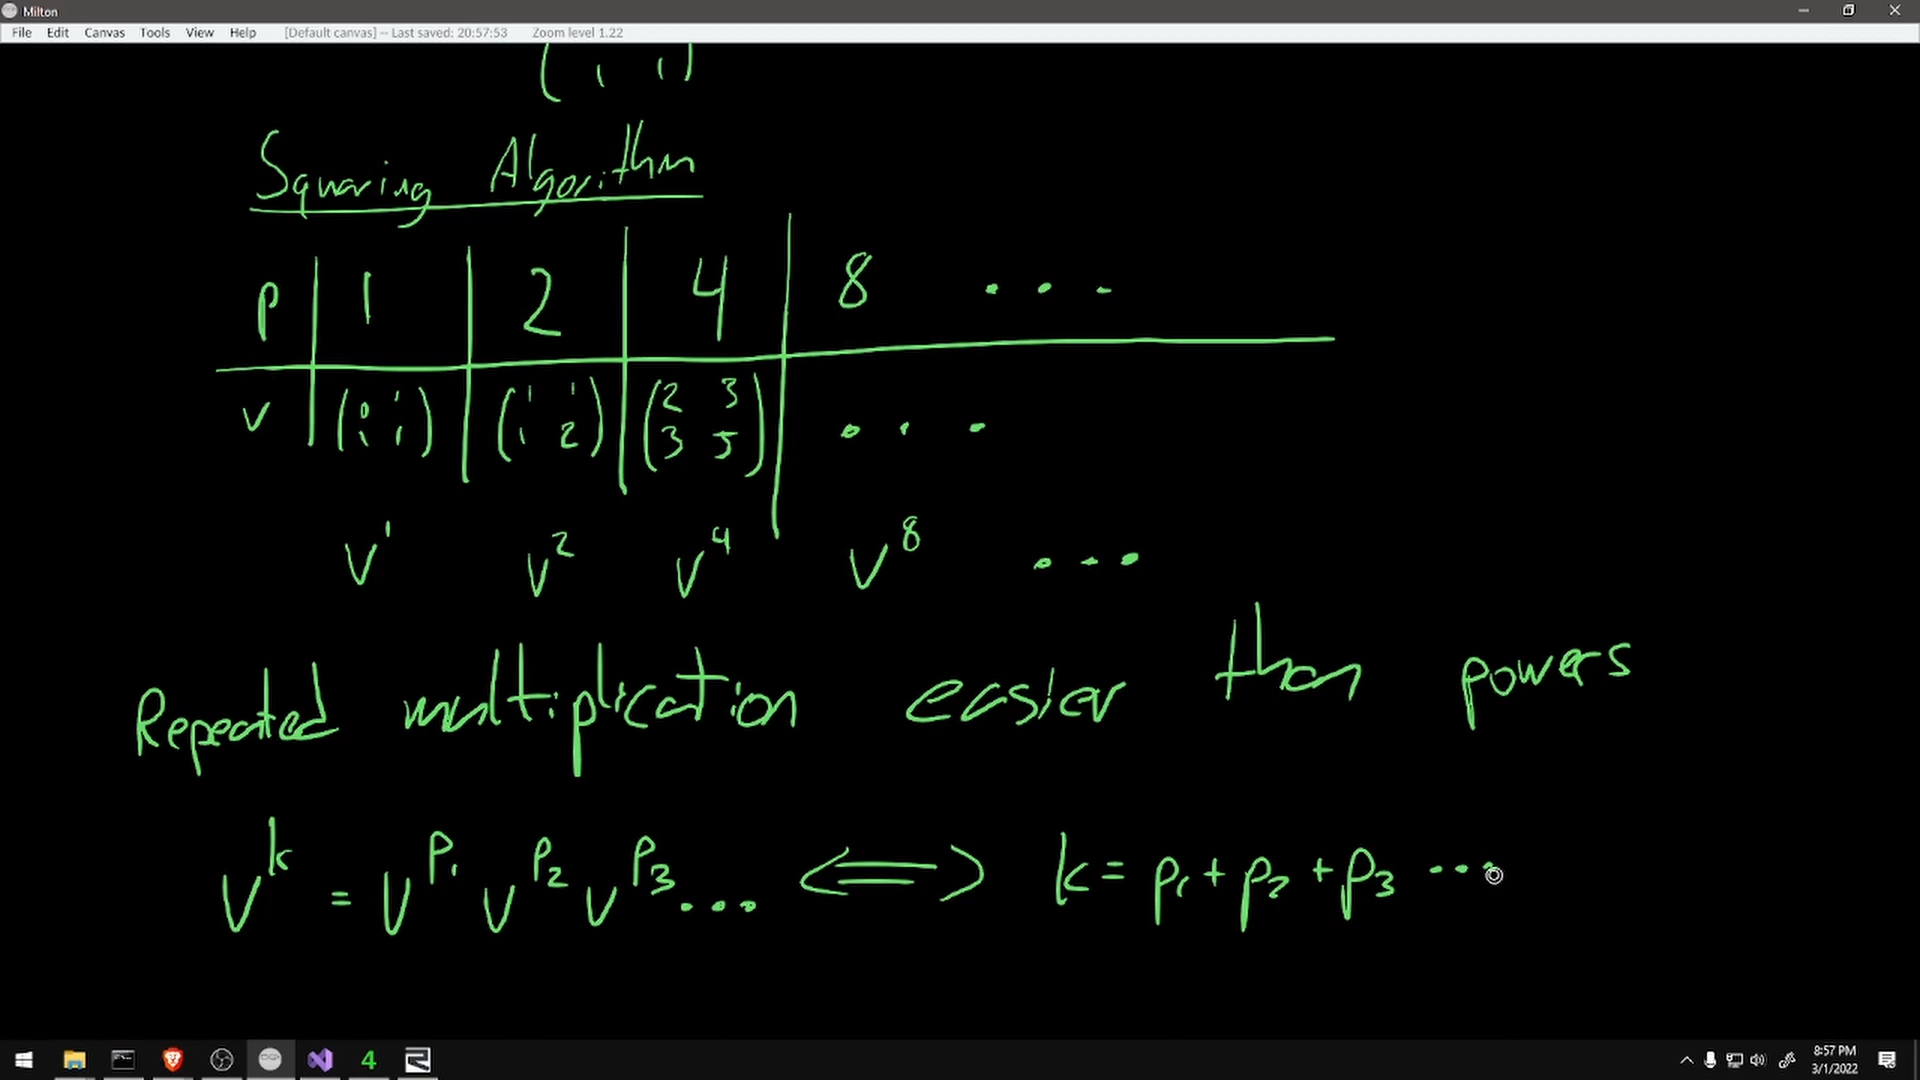 Milton
File Edit Canvas Tools View Help [Default canvas] -- Last saved: 20:57:53 Zoom level 1.22
( 1 1 )
Squaring Algorithm
p 1 2 4 8 . . .
v (0 1 (1 1 (2 3
1 1) 1 2) 3 5) . . .
V¹ V² V⁴ V⁸ . . .
Repeated multiplication easier than powers
Vᵏ = V^p₁ V^p₂ V^p₃ ... <=> k = p₁ + p₂ + p₃ ...
4
8:57 PM
3/1/2022